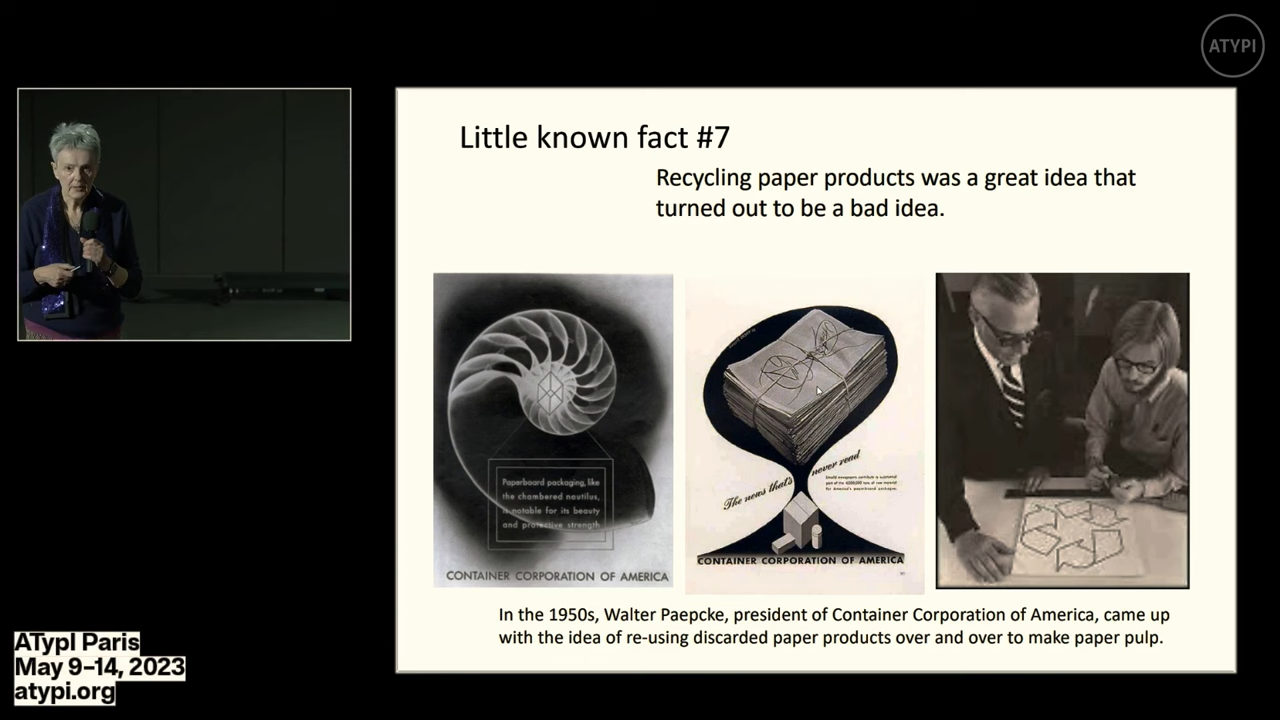 ATYPI
Little known fact #7
Recycling paper products was a great idea that
turned out to be a bad idea.
Paperboard packaging, like
the chambered nautilus,
is notable for its beauty
and protective strength
CONTAINER CORPORATION OF AMERICA
The news that's never read
CONTAINER CORPORATION OF AMERICA
In the 1950s, Walter Paepcke, president of Container Corporation of America, came up
with the idea of re-using discarded paper products over and over to make paper pulp.
ATypI Paris
May 9–14, 2023
atypi.org